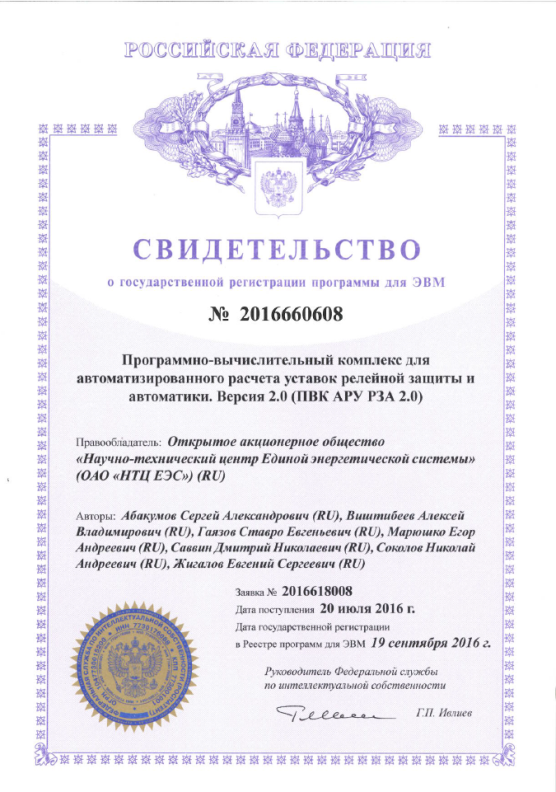 РОССИЙСКАЯ ФЕДЕРАЦИЯ
СВИДЕТЕЛЬСТВО
о государственной регистрации программы для ЭВМ
№ 2016660608
Программно-вычислительный комплекс для
автоматизированного расчета уставок релейной защиты и
автоматики. Версия 2.0 (ПВК АРУ РЗА 2.0)
Правообладатель: Открытое акционерное общество
«Научно-технический центр Единой энергетической системы»
(ОАО «НТЦ ЕЭС») (RU)
Авторы: Абакумов Сергей Александрович (RU), Виштибеев Алексей
Владимирович (RU), Гаязов Ставро Евгеньевич (RU), Марюшко Егор
Андреевич (RU), Саввин Дмитрий Николаевич (RU), Соколов Николай
Андреевич (RU), Жигалов Евгений Сергеевич (RU)
Заявка № 2016618008
Дата поступления 20 июля 2016 г.
Дата государственной регистрации
в Реестре программ для ЭВМ 19 сентября 2016 г.
Руководитель Федеральной службы
по интеллектуальной собственности
Г.П. Ивлиев
ФЕДЕРАЛЬНАЯ СЛУЖБА ПО ИНТЕЛЛЕКТУАЛЬНОЙ СОБСТВЕННОСТИ